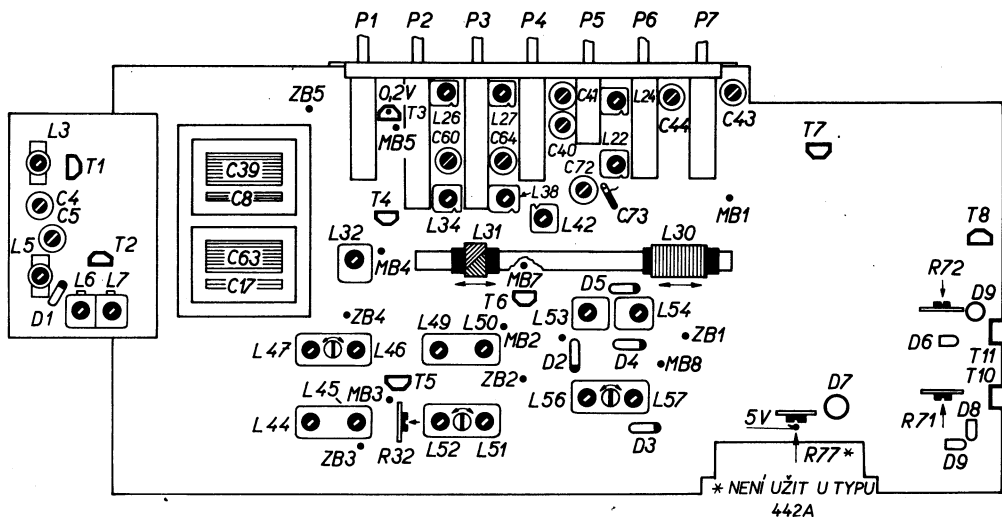 P1 P2 P3 P4 P5 P6 P7
ZB5 0,2V T3 L26 L27 C41 L24 C44 C43
C60 C64 C40 L22
MB5
L3 T1 C39 C8 T7
C4 C5 T4 L34 L38 C72 C73 MB1
L42
L5 T2 L32 L31 L30 T8
C63 C17 MB4 MB7
L6 L7 D1 T6 D5 R72 D9
ZB4 L49 L50 MB2 L53 L54 ZB1
L47 L46 D2 D4 D6 T11
MB8 T10
L45 MB3 T5 ZB2 L56 L57 D7
L44 5V R71 D8
ZB3 R32 L52 L51 D3 R77* D9
* NENÍ UŽIT U TYPU
442A